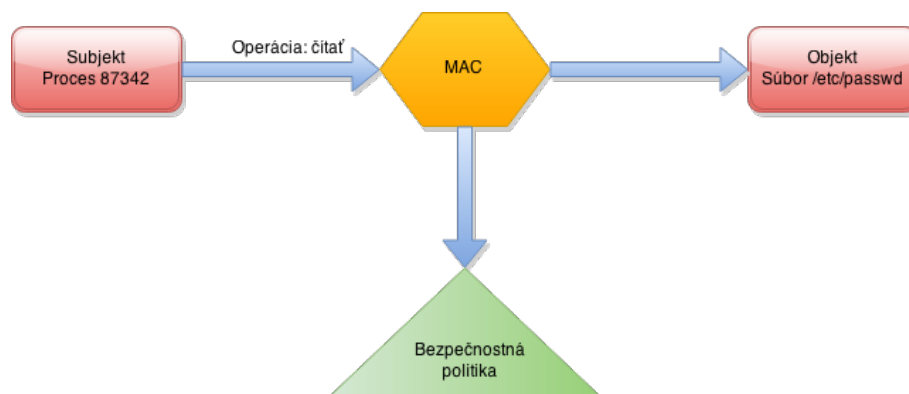 Subjekt
Proces 87342
Operácia: čítať
MAC
Objekt
Súbor /etc/passwd
Bezpečnostná
politika